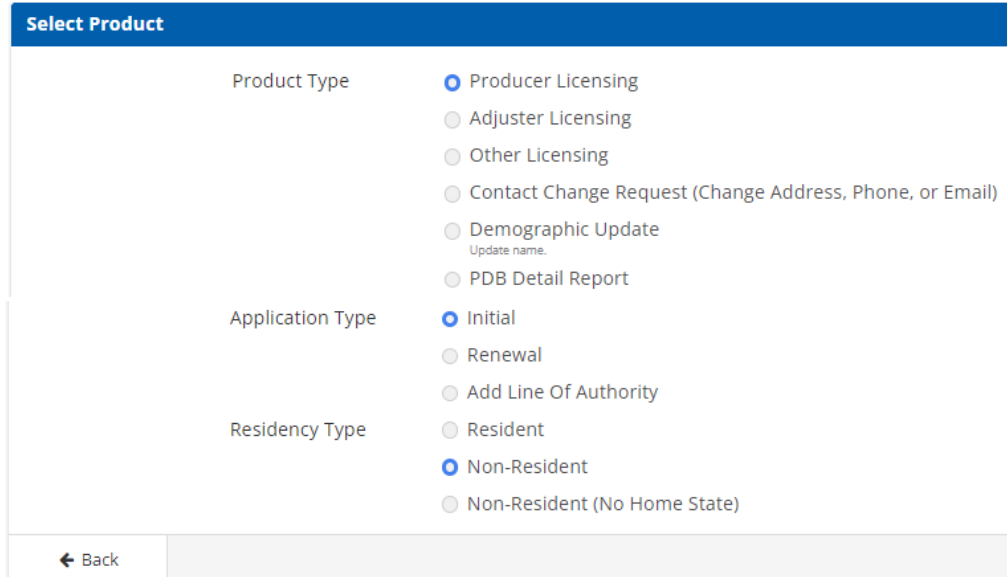 Select Product
Product Type
Producer Licensing
Adjuster Licensing
Other Licensing
Contact Change Request (Change Address, Phone, or Email)
Demographic Update
Update name.
PDB Detail Report
Application Type
Initial
Renewal
Add Line Of Authority
Residency Type
Resident
Non-Resident
Non-Resident (No Home State)
Back